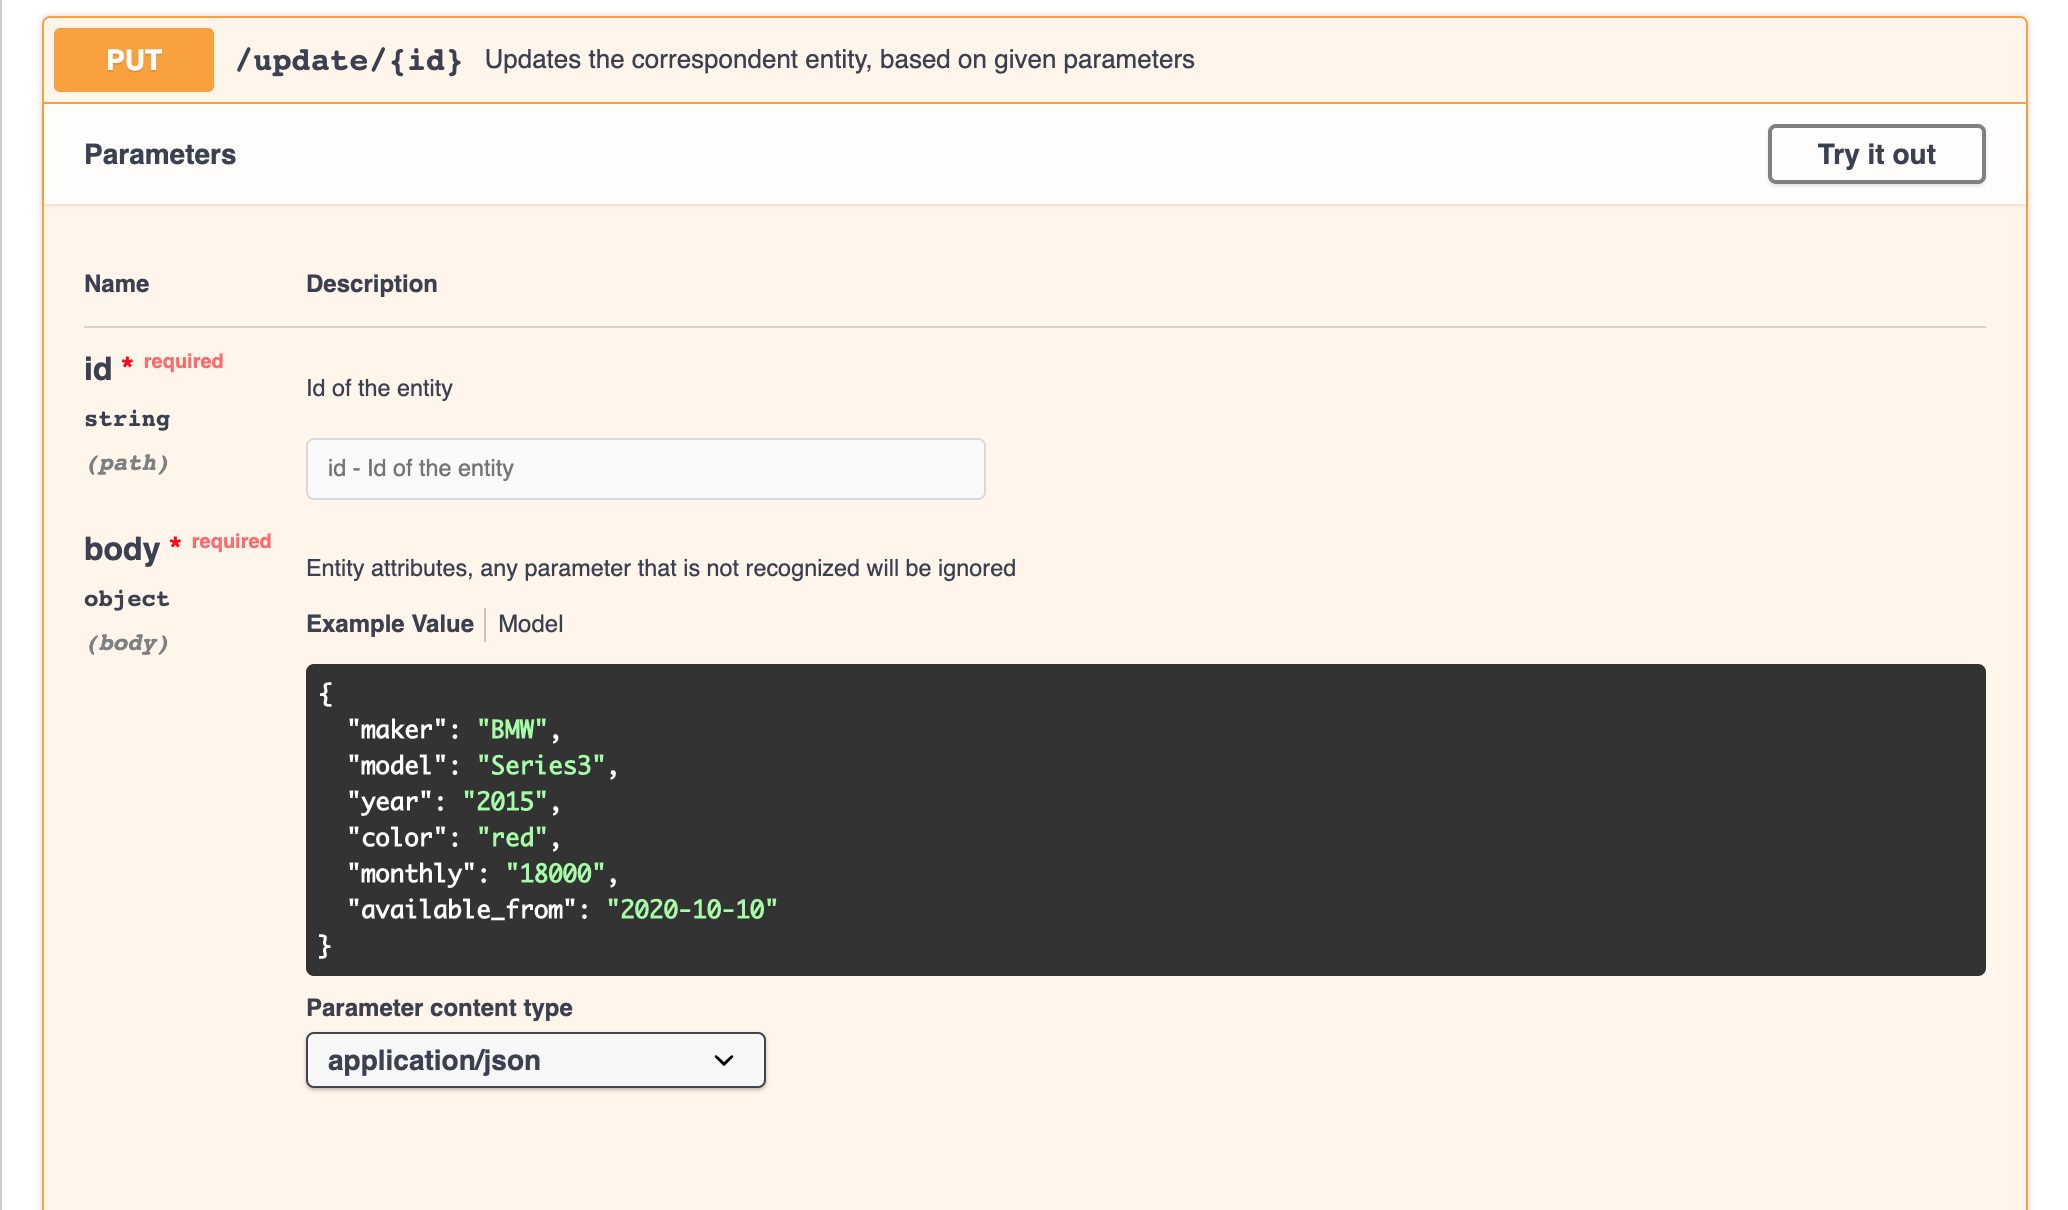 PUT /update/{id} Updates the correspondent entity, based on given parameters
Parameters Try it out
Name Description
id * required
Id of the entity
string
(path)
id - Id of the entity
body * required
Entity attributes, any parameter that is not recognized will be ignored
object
Example Value Model
(body)
{
"maker": "BMW",
"model": "Series3",
"year": "2015",
"color": "red",
"monthly": "18000",
"available_from": "2020-10-10"
}
Parameter content type
application/json